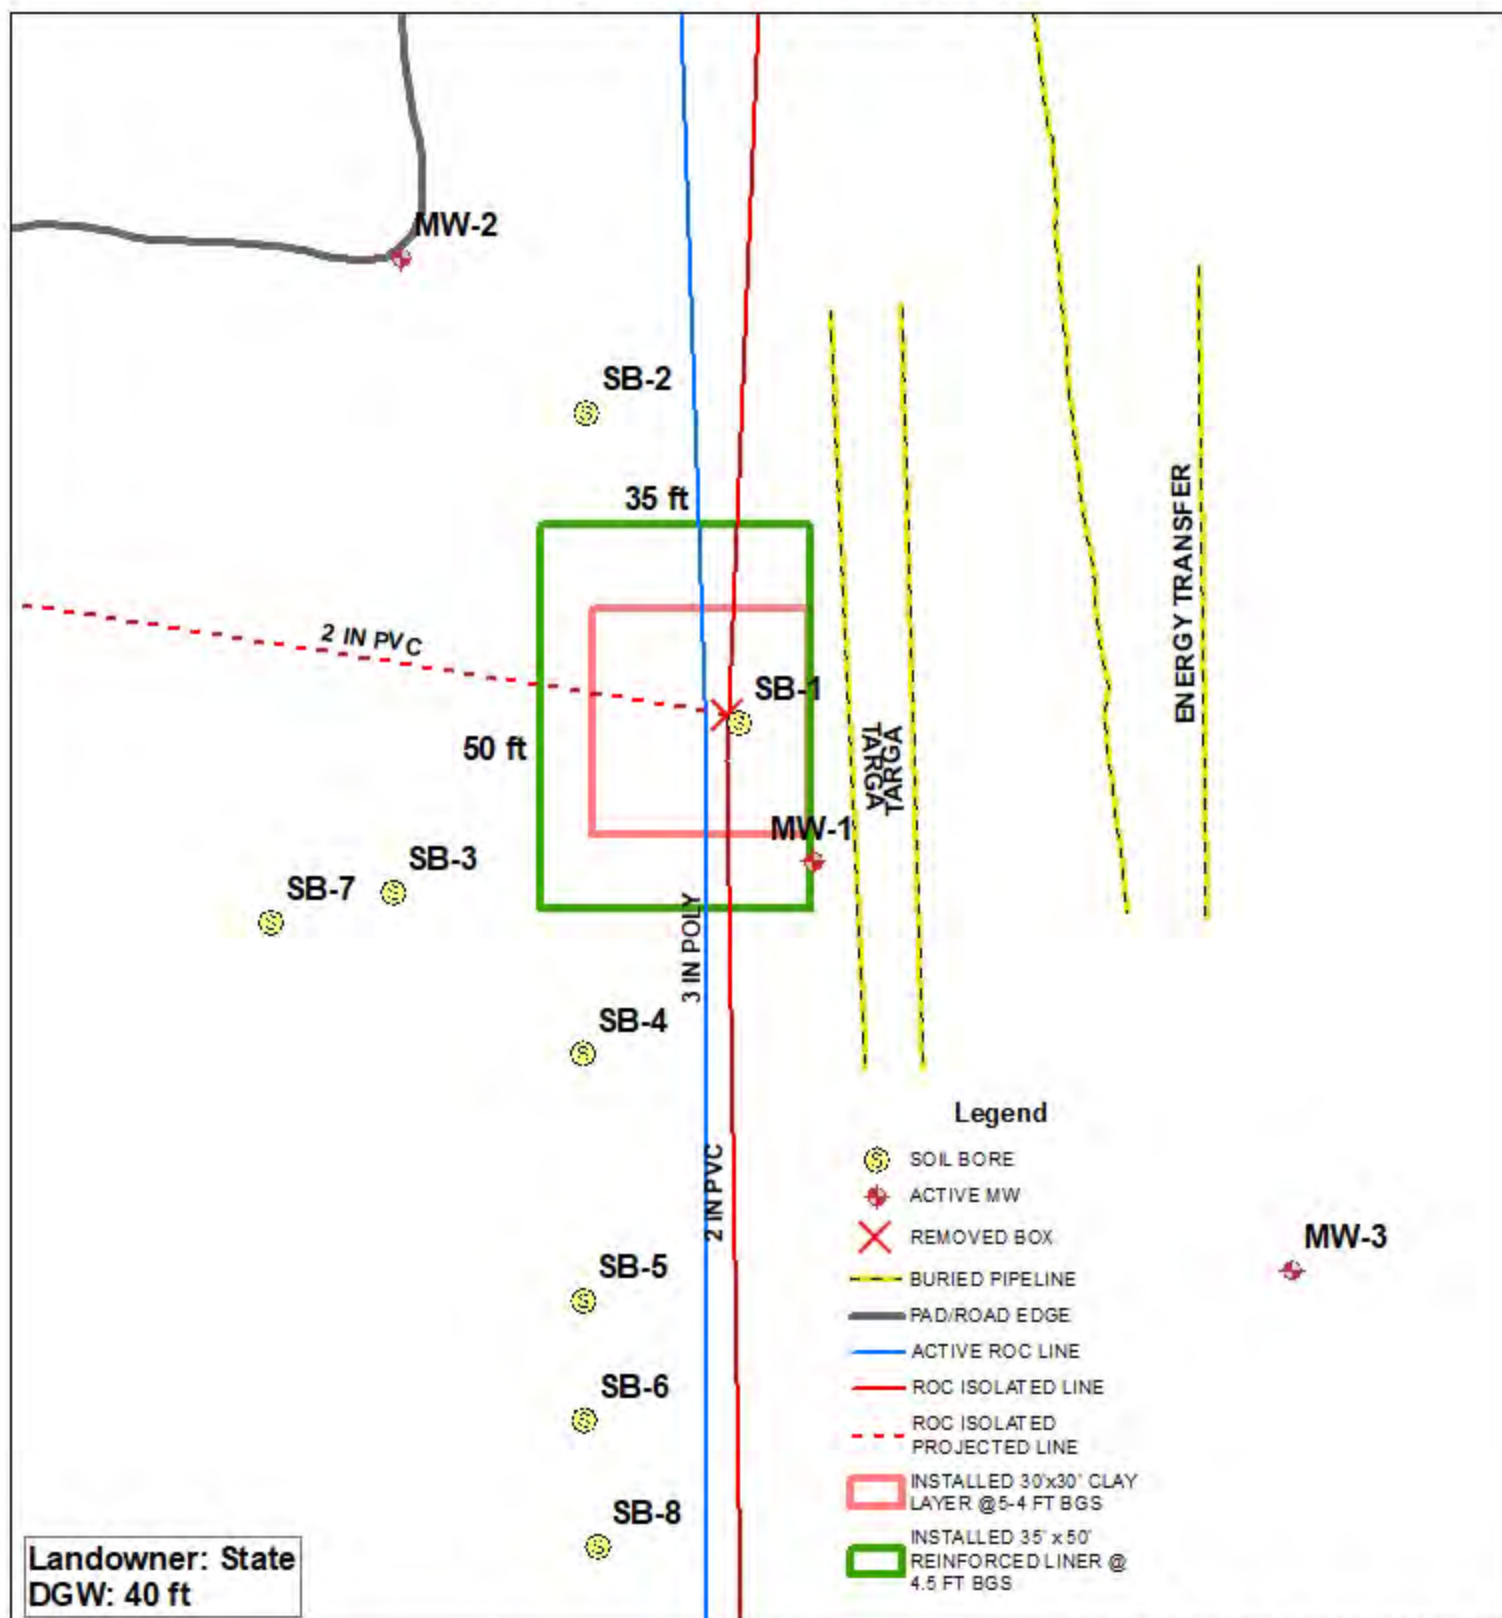 MW-2
SB-2
35 ft
ENERGY TRANSFER
2 IN PVC
SB-1
50 ft
TARGA
TARGA
MW-1
SB-3
SB-7
3 IN POLY
SB-4
2 IN PVC
SB-5
SB-6
SB-8
MW-3
Legend
SOIL BORE
ACTIVE MW
REMOVED BOX
BURIED PIPELINE
PAD/ROAD EDGE
ACTIVE ROC LINE
ROC ISOLATED LINE
ROC ISOLATED
PROJECTED LINE
INSTALLED 30'x30' CLAY
LAYER @5-4 FT BGS
INSTALLED 35' x 50'
REINFORCED LINER @
4.5 FT BGS
Landowner: State
DGW: 40 ft